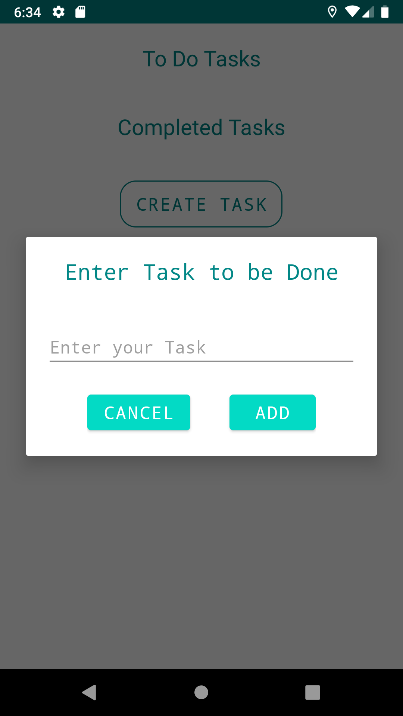 6:34
To Do Tasks
Completed Tasks
CREATE TASK
Enter Task to be Done
Enter your Task
CANCEL ADD